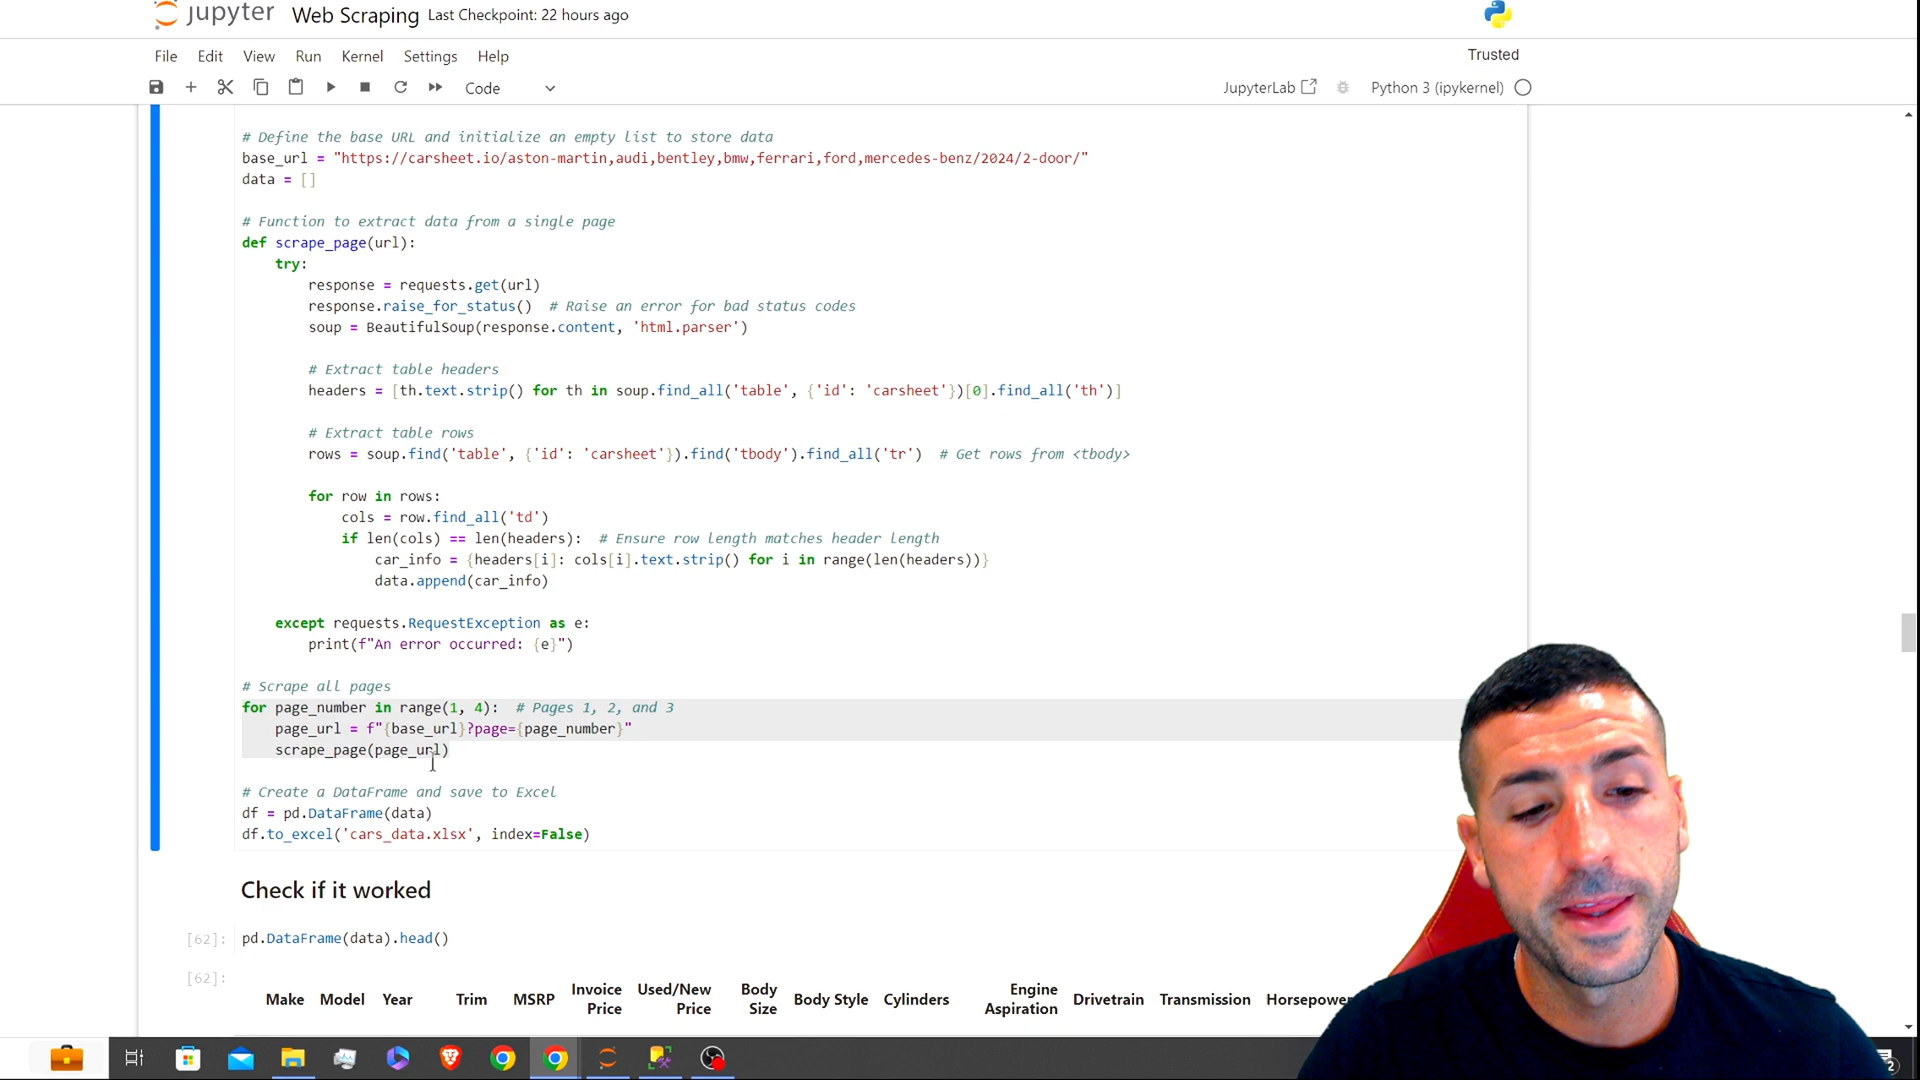 jupyter Web Scraping Last Checkpoint: 22 hours ago
File Edit View Run Kernel Settings Help Trusted
Code JupyterLab Python 3 (ipykernel)
# Define the base URL and initialize an empty list to store data
base_url = "https://carsheet.io/aston-martin,audi,bentley,bmw,ferrari,ford,mercedes-benz/2024/2-door/"
data = []
# Function to extract data from a single page
def scrape_page(url):
try:
response = requests.get(url)
response.raise_for_status()  # Raise an error for bad status codes
soup = BeautifulSoup(response.content, 'html.parser')
# Extract table headers
headers = [th.text.strip() for th in soup.find_all('table', {'id': 'carsheet'})[0].find_all('th')]
# Extract table rows
rows = soup.find('table', {'id': 'carsheet'}).find('tbody').find_all('tr')  # Get rows from <tbody>
for row in rows:
cols = row.find_all('td')
if len(cols) == len(headers):  # Ensure row length matches header length
car_info = {headers[i]: cols[i].text.strip() for i in range(len(headers))}
data.append(car_info)
except requests.RequestException as e:
print(f"An error occurred: {e}")
# Scrape all pages
for page_number in range(1, 4):  # Pages 1, 2, and 3
page_url = f"{base_url}?page={page_number}"
scrape_page(page_url)
# Create a DataFrame and save to Excel
df = pd.DataFrame(data)
df.to_excel('cars_data.xlsx', index=False)
Check if it worked
[62]: pd.DataFrame(data).head()
[62]:
Make Model Year Trim MSRP Invoice Price Used/New Price Body Size Body Style Cylinders Engine Aspiration Drivetrain Transmission Horsepower
2